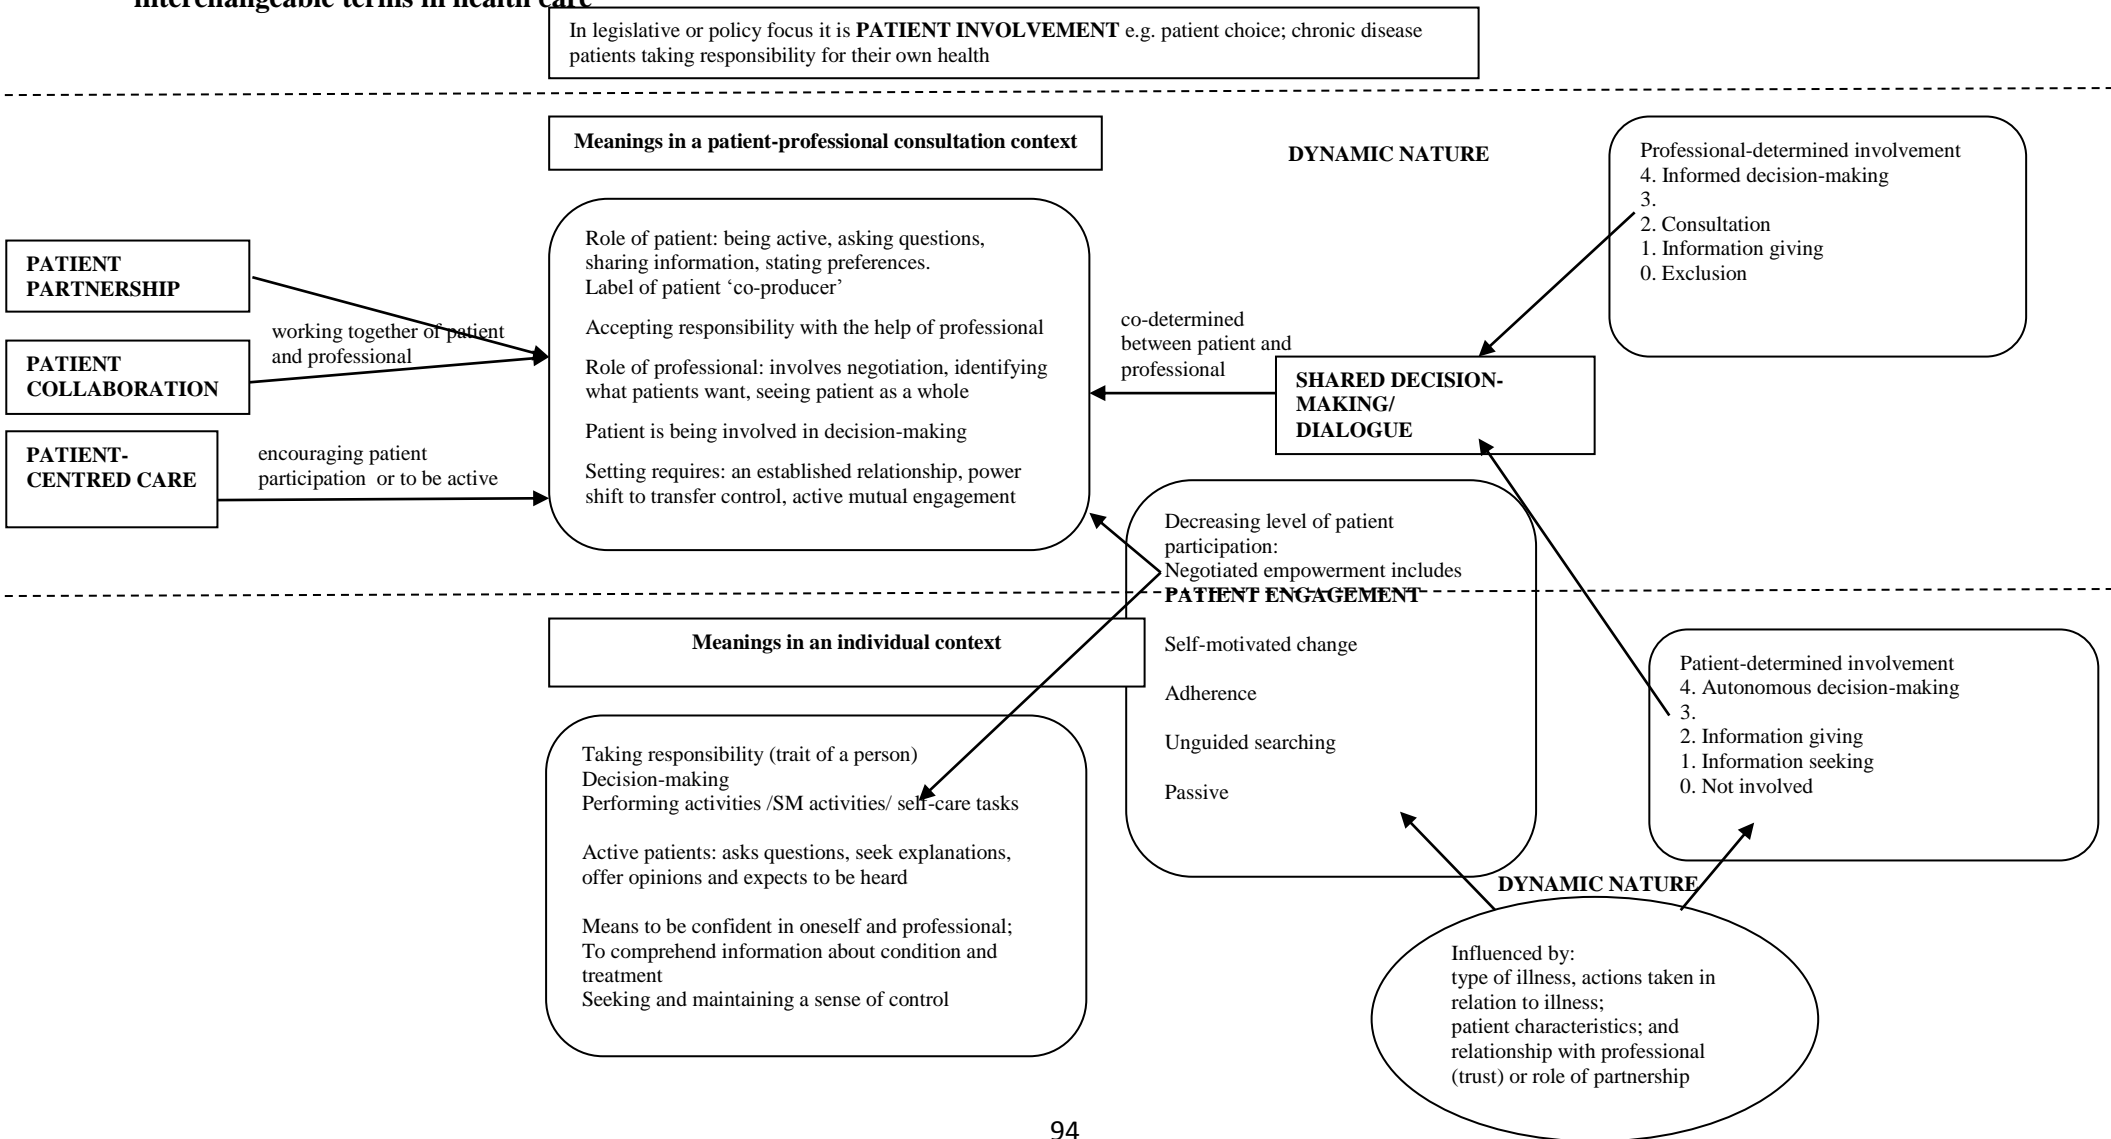 interchangeable terms in health care
In legislative or policy focus it is PATIENT INVOLVEMENT e.g. patient choice; chronic disease
patients taking responsibility for their own health
Meanings in a patient-professional consultation context
DYNAMIC NATURE
Professional-determined involvement
4. Informed decision-making
3.
2. Consultation
1. Information giving
0. Exclusion
PATIENT
PARTNERSHIP
working together of patient
and professional
PATIENT
COLLABORATION
PATIENT-
CENTRED CARE
encouraging patient
participation or to be active
Role of patient: being active, asking questions,
sharing information, stating preferences.
Label of patient ‘co-producer’
Accepting responsibility with the help of professional
Role of professional: involves negotiation, identifying
what patients want, seeing patient as a whole
Patient is being involved in decision-making
Setting requires: an established relationship, power
shift to transfer control, active mutual engagement
co-determined
between patient and
professional
SHARED DECISION-
MAKING/
DIALOGUE
Decreasing level of patient
participation:
Negotiated empowerment includes
PATIENT ENGAGEMENT
Self-motivated change
Adherence
Unguided searching
Passive
Meanings in an individual context
Taking responsibility (trait of a person)
Decision-making
Performing activities /SM activities/ self-care tasks
Active patients: asks questions, seek explanations,
offer opinions and expects to be heard
Means to be confident in oneself and professional;
To comprehend information about condition and
treatment
Seeking and maintaining a sense of control
Patient-determined involvement
4. Autonomous decision-making
3.
2. Information giving
1. Information seeking
0. Not involved
DYNAMIC NATURE
Influenced by:
type of illness, actions taken in
relation to illness;
patient characteristics; and
relationship with professional
(trust) or role of partnership
94